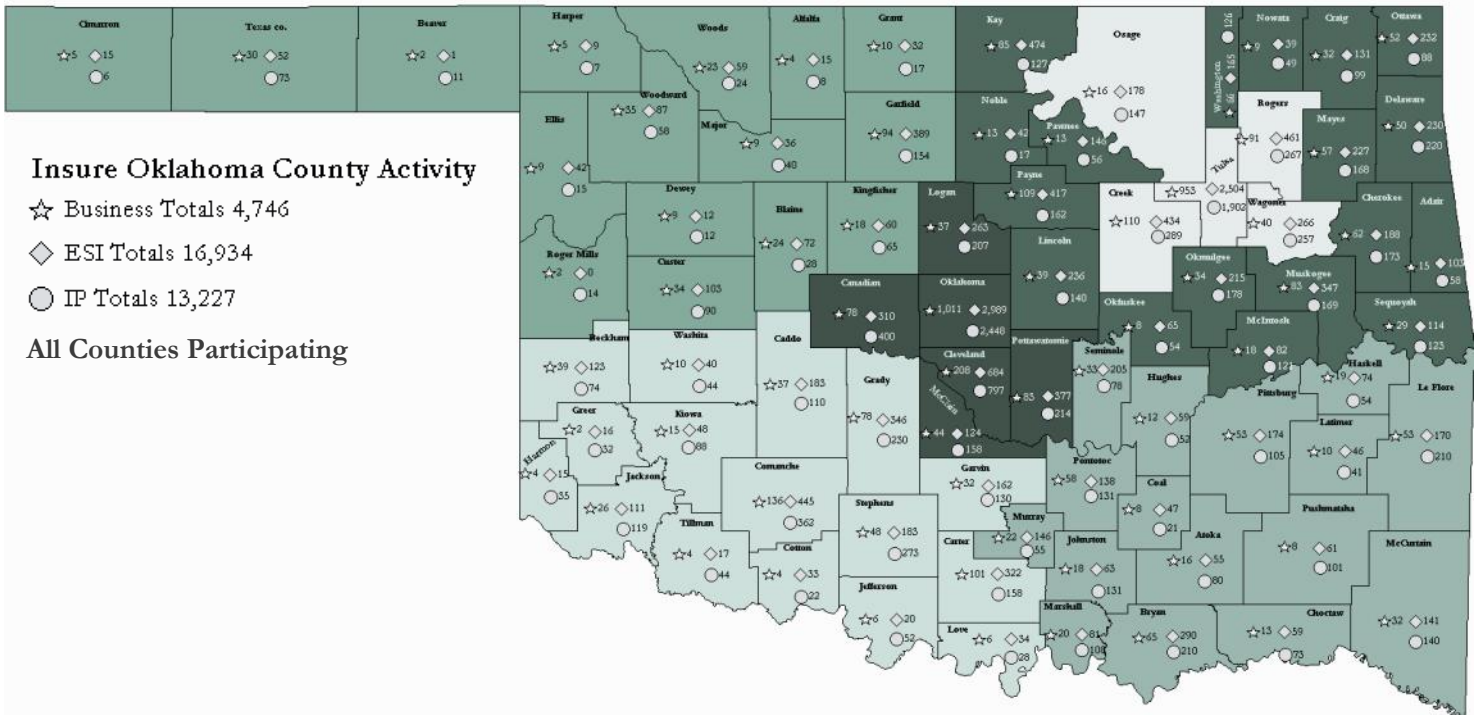 Insure Oklahoma County Activity
Business Totals 4,746
ESI Totals 16,934
IP Totals 13,227
All Counties Participating
Cimarron
5 15
6
Texas co.
30 52
73
Beaver
2 1
11
Harper
5 9
7
Woods
23 59
24
Alfalfa
4 15
8
Grant
10 32
17
Kay
85 474
127
Osage
16 178
147
Washington
66 165 126
Nowata
9 39
49
Craig
32 131
99
Ottawa
52 232
88
Ellis
9 42
15
Woodward
35 87
58
Major
9 36
40
Garfield
94 389
154
Noble
13 42
17
Pawnee
13 146
56
Rogers
91 461
267
Mayes
57 227
168
Delaware
50 230
220
Roger Mills
2 0
14
Dewey
9 12
12
Custer
34 103
90
Blaine
24 72
28
Kingfisher
18 60
65
Logan
37 263
207
Payne
109 417
162
Lincoln
39 236
140
Creek
110 434
289
Tulsa
953 2,504
1,902
Wagoner
40 266
257
Cherokee
62 188
173
Adair
15 103
58
Canadian
78 310
400
Oklahoma
1,011 2,989
2,448
Okfuskee
8 65
54
Okmulgee
34 215
178
Muskogee
83 347
169
McIntosh
18 82
121
Sequoyah
29 114
123
Beckham
39 123
74
Washita
10 40
44
Caddo
37 183
110
Grady
78 346
230
Cleveland
208 684
797
McClain
44 124
158
Pottawatomie
83 377
214
Seminole
33 205
78
Hughes
12 59
52
Pittsburg
53 174
105
Haskell
19 74
54
Latimer
10 46
41
Le Flore
53 170
210
Greer
2 16
32
Harmon
4 15
35
Kiowa
15 48
88
Jackson
26 111
119
Tillman
4 17
44
Comanche
136 445
362
Cotton
4 33
22
Stephens
48 183
273
Jefferson
6 20
52
Garvin
32 162
130
Murray
22 146
55
Carter
101 322
158
Love
6 34
28
Pontotoc
58 138
131
Coal
8 47
21
Johnston
18 63
131
Atoka
16 55
80
Pushmataha
8 61
101
McCurtain
32 141
140
Marshall
20 81
Bryan
65 290
210
Choctaw
13 59
73